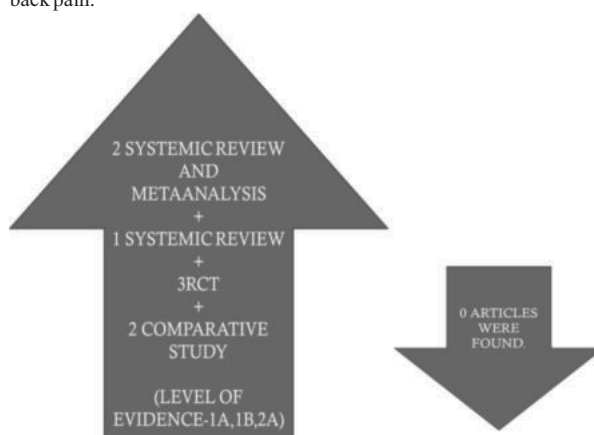 back pain.
2 SYSTEMIC REVIEW
AND
METAANALYSIS
+
1 SYSTEMIC REVIEW
+
3RCT
+
2 COMPARATIVE
STUDY
(LEVEL OF
EVIDENCE-1A,1B,2A)
0 ARTICLES
WERE
FOUND.